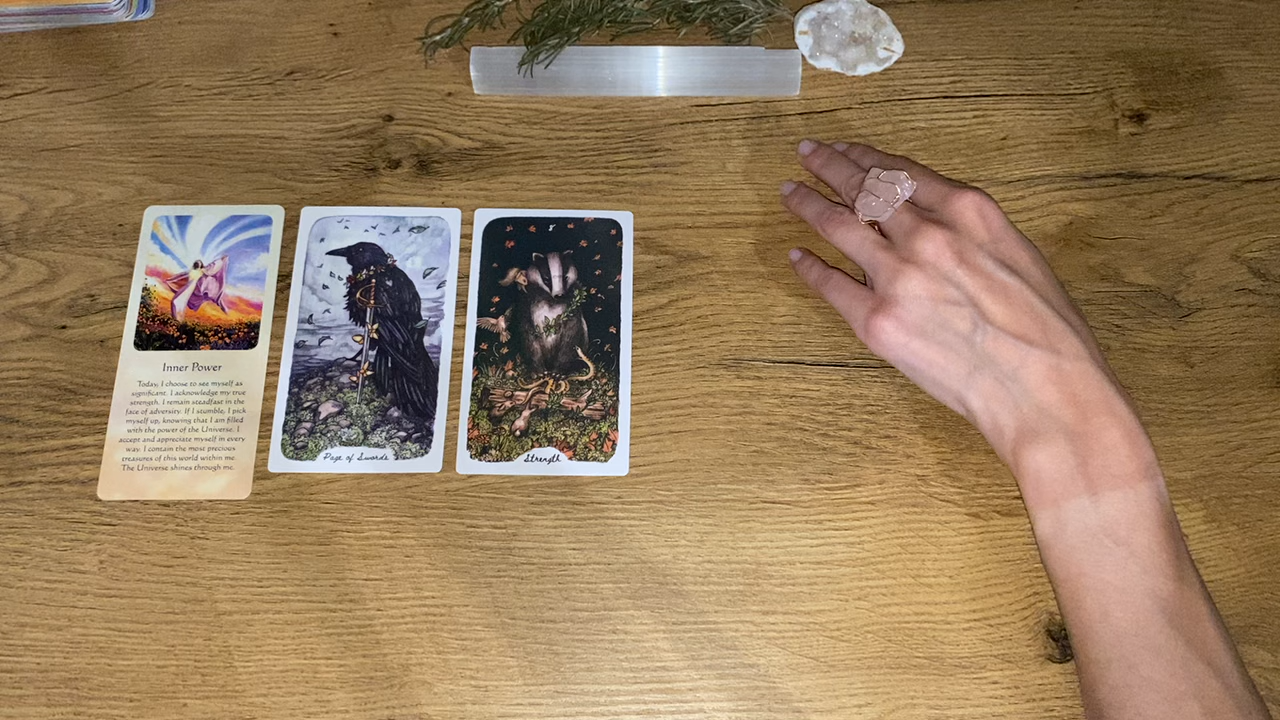 Inner Power
Today, I choose to see myself as
significant. I acknowledge my true
strength. I remain steadfast in the
face of adversity. If I stumble, I pick
myself up, knowing that I am filled
with the power of the Universe. I
accept and appreciate myself in every
way. I contain the most precious
treasures of this world within me.
The Universe shines through me.
Page of Swords
8
Strength